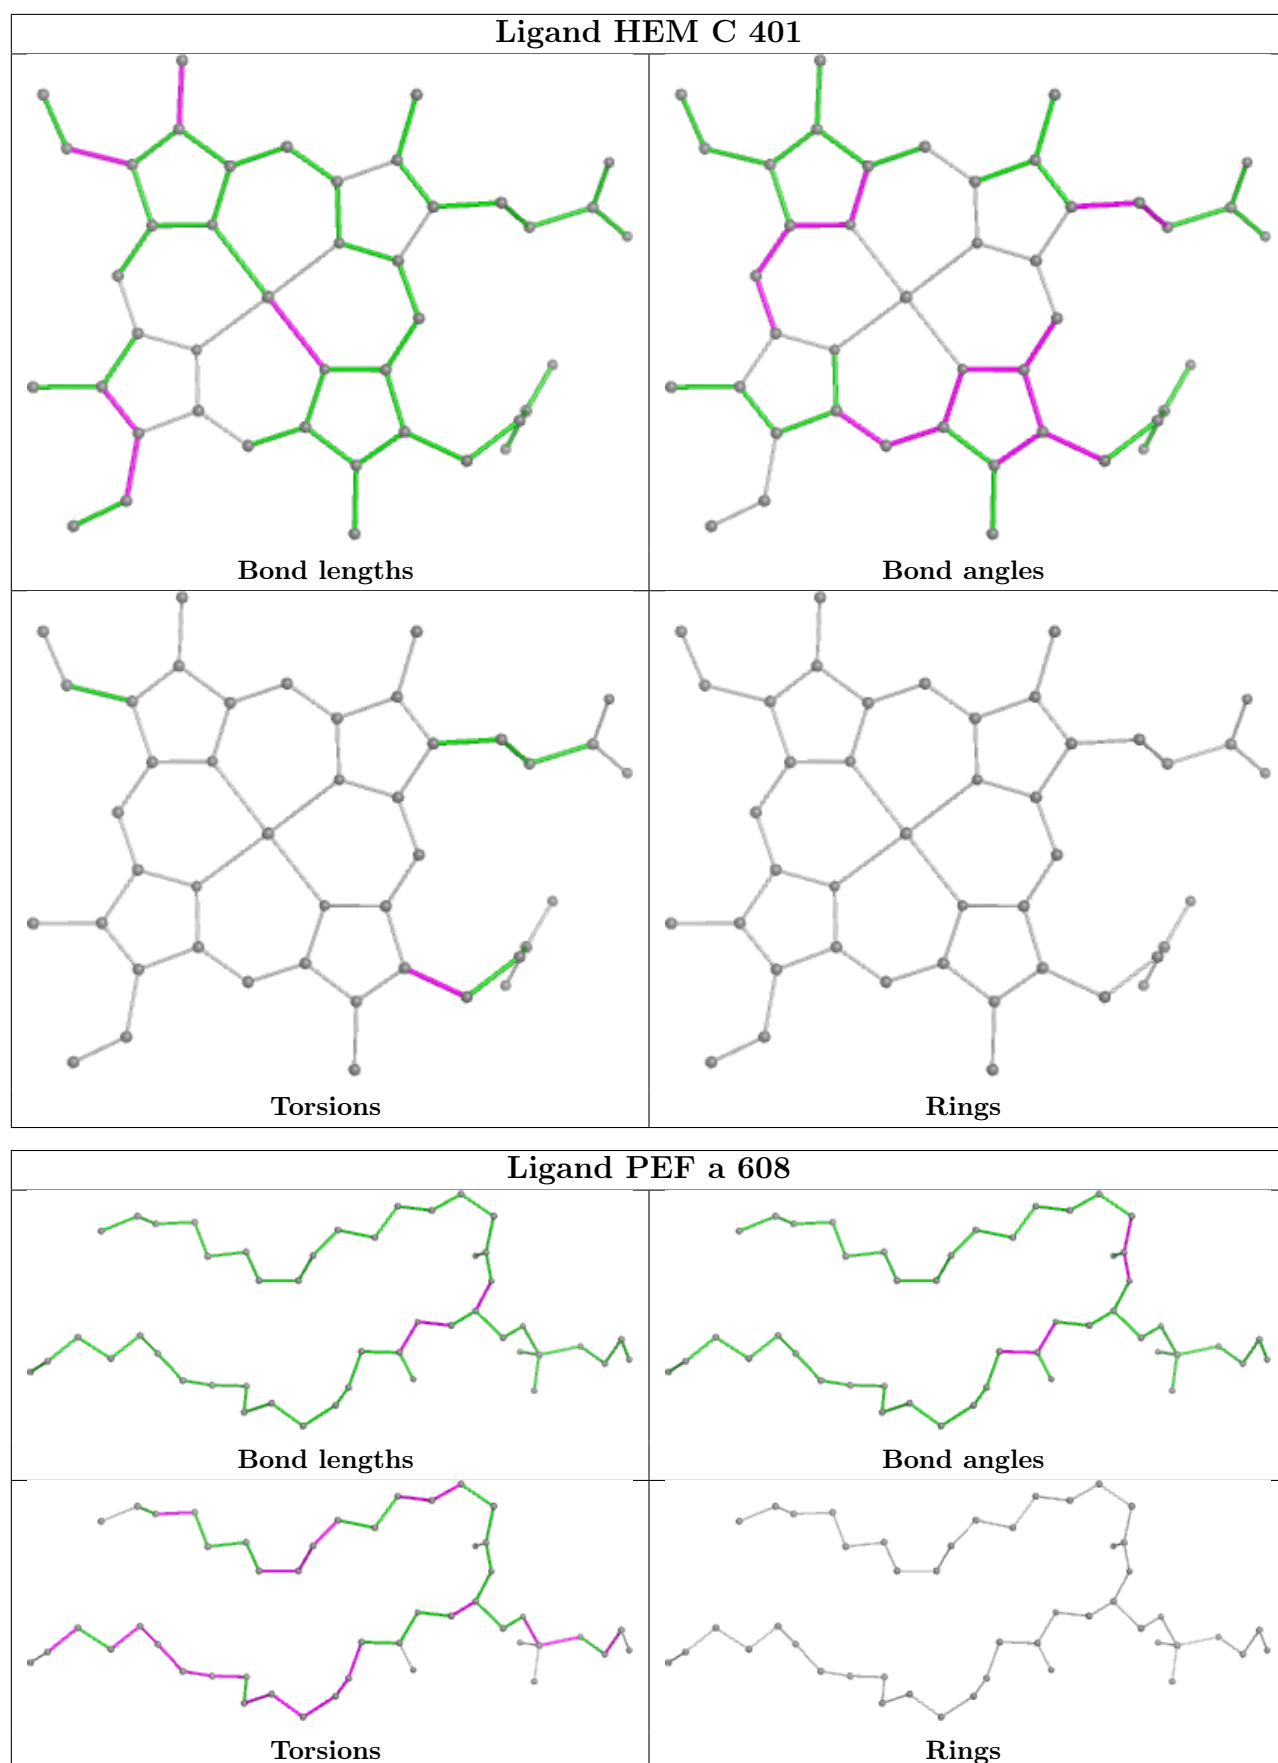 Ligand HEM C 401
Bond lengths
Bond angles
Torsions
Rings
Ligand PEF a 608
Bond lengths
Bond angles
Torsions
Rings